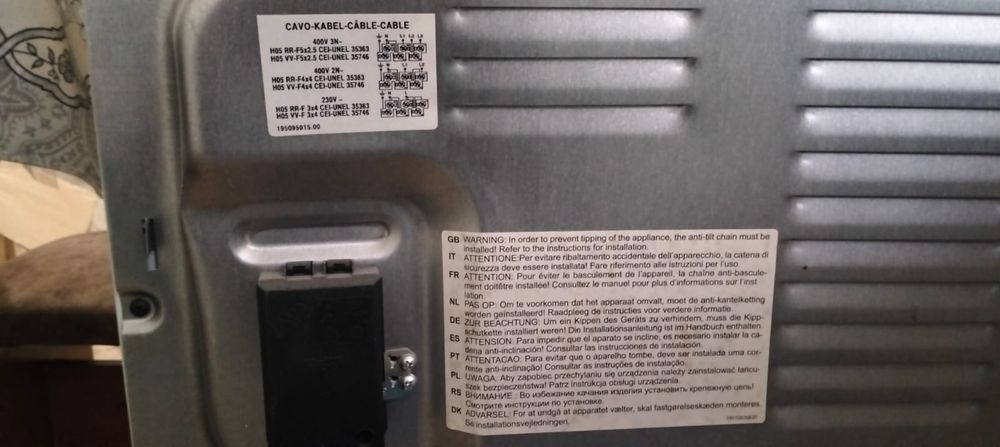 CAVO-KABEL-CÂBLE-CABLE
400V 3N~
H05 RR-F5x2.5 CEI-UNEL 35363
H05 VV-F5x2.5 CEI-UNEL 35746
N L1 L2 L3
400V 2N~
H05 RR-F4x4 CEI-UNEL 35363
H05 VV-F4x4 CEI-UNEL 35746
N L1 L2
230V ~
H05 RR-F 3x4 CEI-UNEL 35363
H05 VV-F 3x4 CEI-UNEL 35746
N L
195095015.00
GB WARNING: In order to prevent tipping of the appliance, the anti-tilt chain must be
installed! Refer to the instructions for installation.
IT ATTENTIONE:Per evitare ribaltamento accidentale dell'apparecchio, la catena di
sicurezza deve essere installata! Fare riferimento alle istruzioni per l'uso.
FR ATTENTION: Pour éviter le basculement de l'appareil, la chaîne anti-bascule-
ment doitêtre installée! Consultez le manuel pour plus d'informations sur l'inst
lation.
NL PAS OP: Om te voorkomen dat het apparaat omvalt, moet de anti-kantelketting
worden geïnstalleerd! Raadpleeg de instructies voor verdere informatie.
DE ZUR BEACHTUNG: Um ein Kippen des Geräts zu verhindern, muss die Kipp-
schutkette installiert weren! Die Installationsanleitung ist im Handbuch enthalten.
ES ATTENSION: Para impedir que el aparato se incline, es necesario instalar la ca-
dena anti-inclinación! Consultar las instrucciones de instalación.
PT ATTENTACAO: Para evitar que o aparelho tombe, deve ser instalada uma cor-
rente anti-inclinação! Consultar as instruções de instalação.
PL UWAGA: Aby zapobiec przechylaniu się urządzenia należy zainstalować łańcu-
szek bezpieczeństwa! Patrz instrukcja obsługi urządzenia.
RS ВНИМАНИЕ : Во избежание качания изделия установить крепежную цепь!
Смотрите инструкции по установке.
DK ADVARSEL: For at undgå at apparatet vælter, skal fastgørelseskæden monteres.
Se installationsvejledningen.